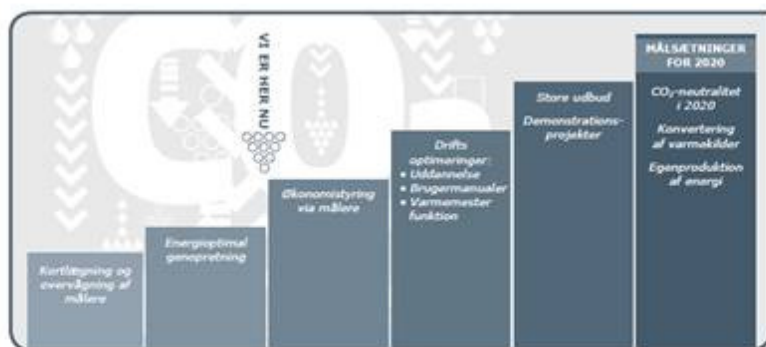 Kortlægning og
overvågning af
målere
Energioptimal
genopretning
VI ER HER NU
Økonomistyring
via målere
Drifts
optimeringer:
• Uddannelse
• Brugermanualer
• Varmemester
funktion
Store udbud
Demonstrations-
projekter
MÅLSÆTNINGER
FOR 2020
CO₂-neutralitet
i 2020
Konvertering
af varmekilder
Egenproduktion
af energi